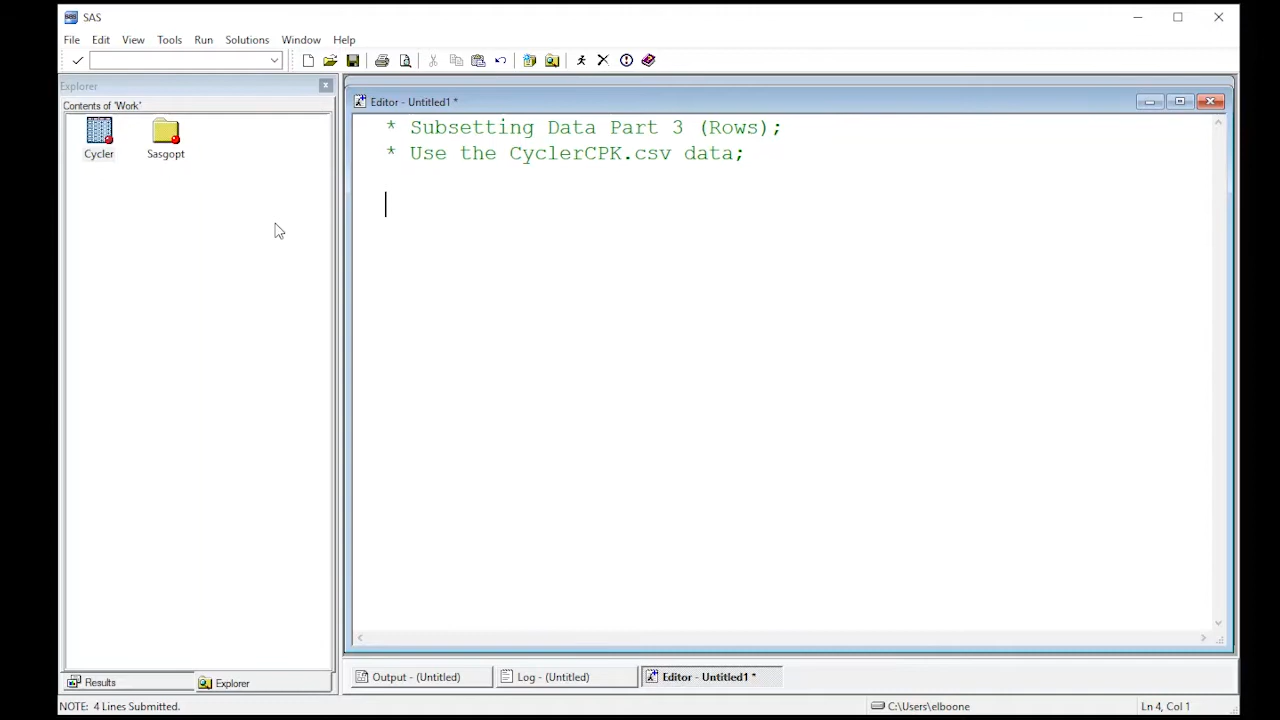 SAS
File Edit View Tools Run Solutions Window Help
Explorer
Contents of 'Work'
Cycler Sasgopt
Editor - Untitled1 *
* Subsetting Data Part 3 (Rows);
* Use the CyclerCPK.csv data;
Results Explorer
Output - (Untitled) Log - (Untitled) Editor - Untitled1 *
NOTE: 4 Lines Submitted. C:\Users\elboone Ln 4, Col 1